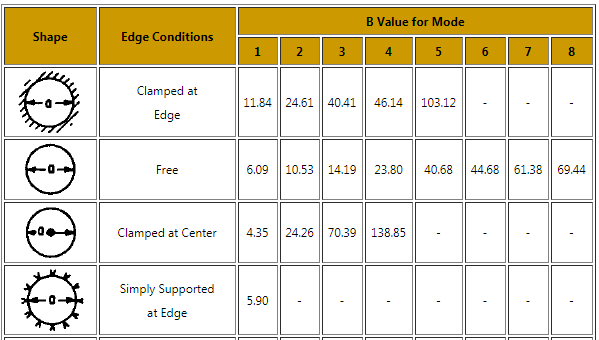 Shape Edge Conditions B Value for Mode
1 2 3 4 5 6 7 8
a Clamped at Edge 11.84 24.61 40.41 46.14 103.12 - - -
a Free 6.09 10.53 14.19 23.80 40.68 44.68 61.38 69.44
a Clamped at Center 4.35 24.26 70.39 138.85 - - - -
a Simply Supported at Edge 5.90 - - - - - - -